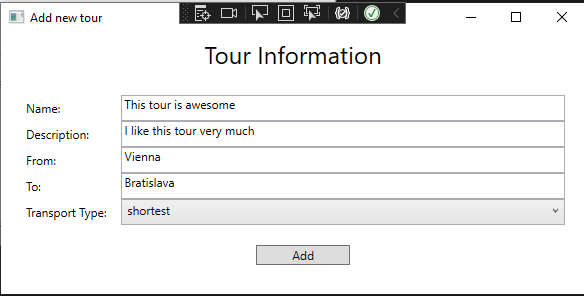 Add new tour
Tour Information
Name: This tour is awesome
Description: I like this tour very much
From: Vienna
To: Bratislava
Transport Type: shortest
Add